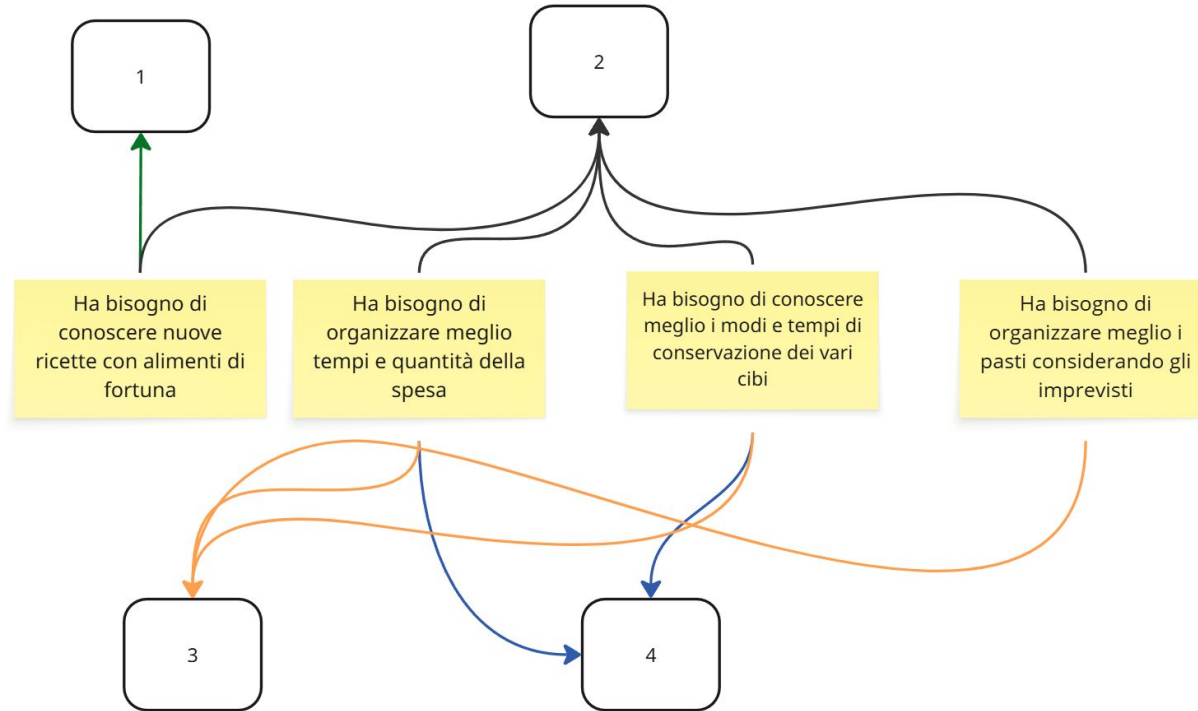 1
2
Ha bisogno di
conoscere nuove
ricette con alimenti di
fortuna
Ha bisogno di
organizzare meglio
tempi e quantità della
spesa
Ha bisogno di conoscere
meglio i modi e tempi di
conservazione dei vari
cibi
Ha bisogno di
organizzare meglio i
pasti considerando gli
imprevisti
3
4